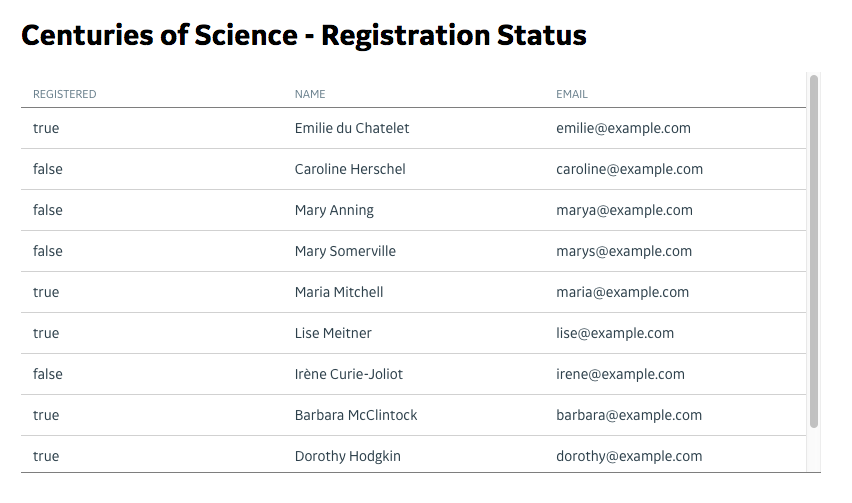 Centuries of Science - Registration Status
REGISTERED NAME EMAIL
true Emilie du Chatelet emilie@example.com
false Caroline Herschel caroline@example.com
false Mary Anning marya@example.com
false Mary Somerville marys@example.com
true Maria Mitchell maria@example.com
true Lise Meitner lise@example.com
false Irène Curie-Joliot irene@example.com
true Barbara McClintock barbara@example.com
true Dorothy Hodgkin dorothy@example.com